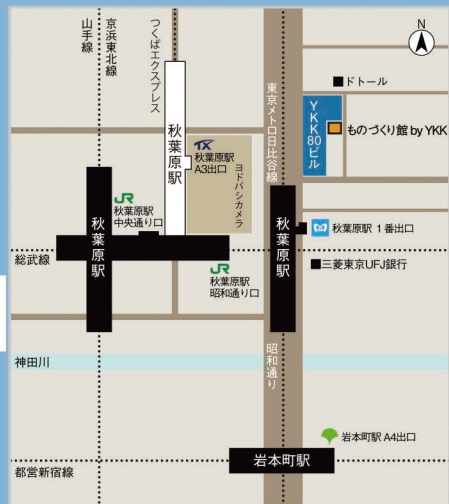 山手線
京浜東北線
つくばエクスプレス
N
■ドトール
東京メトロ日比谷線
YKK80ビル
ものづくり館 by YKK
秋葉原駅
TX
秋葉原駅
A3出口
ヨドバシカメラ
JR
秋葉原駅
中央通り口
秋葉原駅
秋葉原駅
秋葉原駅 1番出口
総武線
JR
秋葉原駅
昭和通り口
■三菱東京UFJ銀行
神田川
昭和通り
岩本町駅 A4出口
岩本町駅
都営新宿線